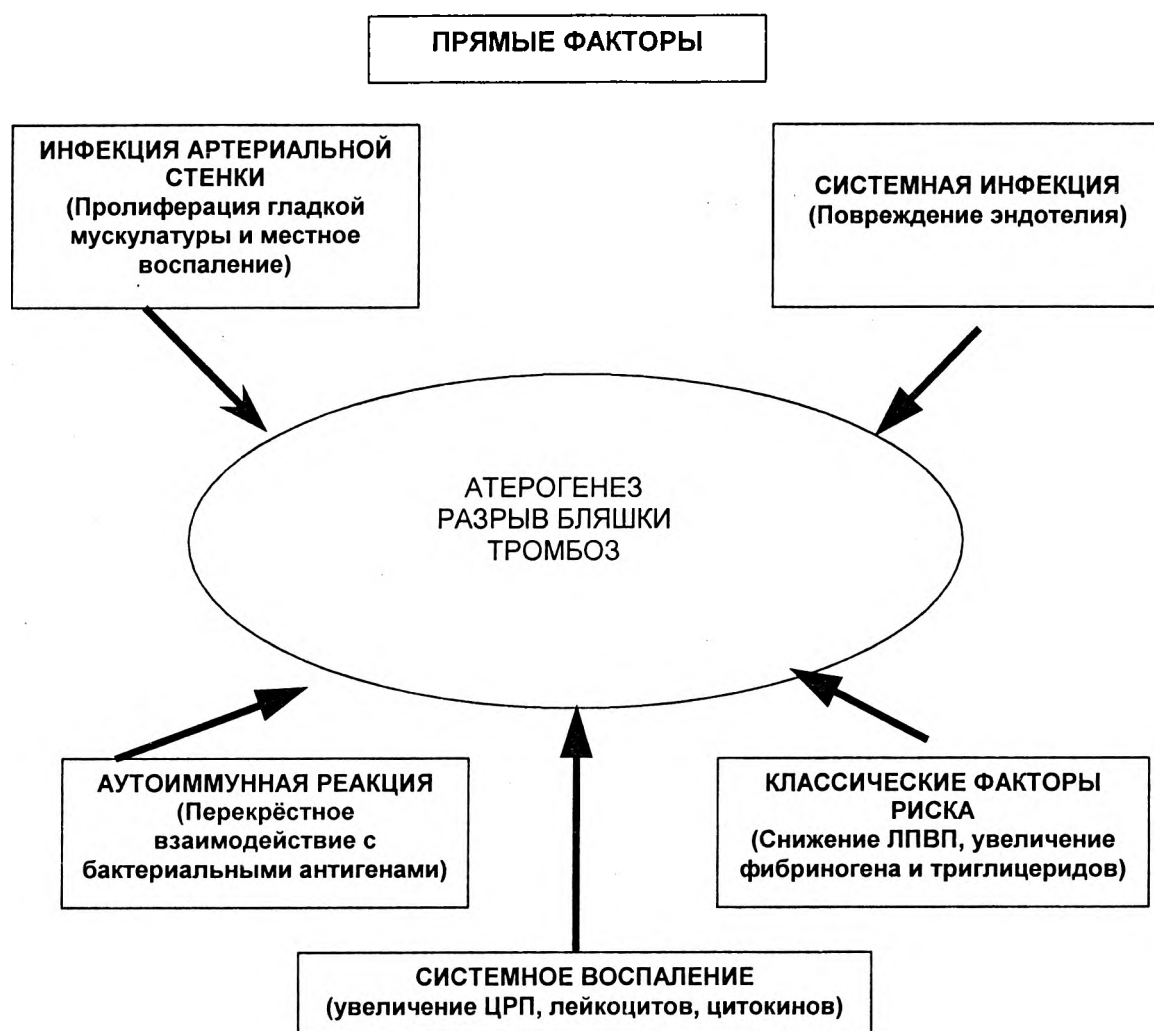 ПРЯМЫЕ ФАКТОРЫ
ИНФЕКЦИЯ АРТЕРИАЛЬНОЙ
СТЕНКИ
(Пролиферация гладкой
мускулатуры и местное
воспаление)
СИСТЕМНАЯ ИНФЕКЦИЯ
(Повреждение эндотелия)
АТЕРОГЕНЕЗ
РАЗРЫВ БЛЯШКИ
ТРОМБОЗ
АУТОИММУННАЯ РЕАКЦИЯ
(Перекрёстное
взаимодействие с
бактериальными антигенами)
КЛАССИЧЕСКИЕ ФАКТОРЫ
РИСКА
(Снижение ЛПВП, увеличение
фибриногена и триглицеридов)
СИСТЕМНОЕ ВОСПАЛЕНИЕ
(увеличение ЦРП, лейкоцитов, цитокинов)